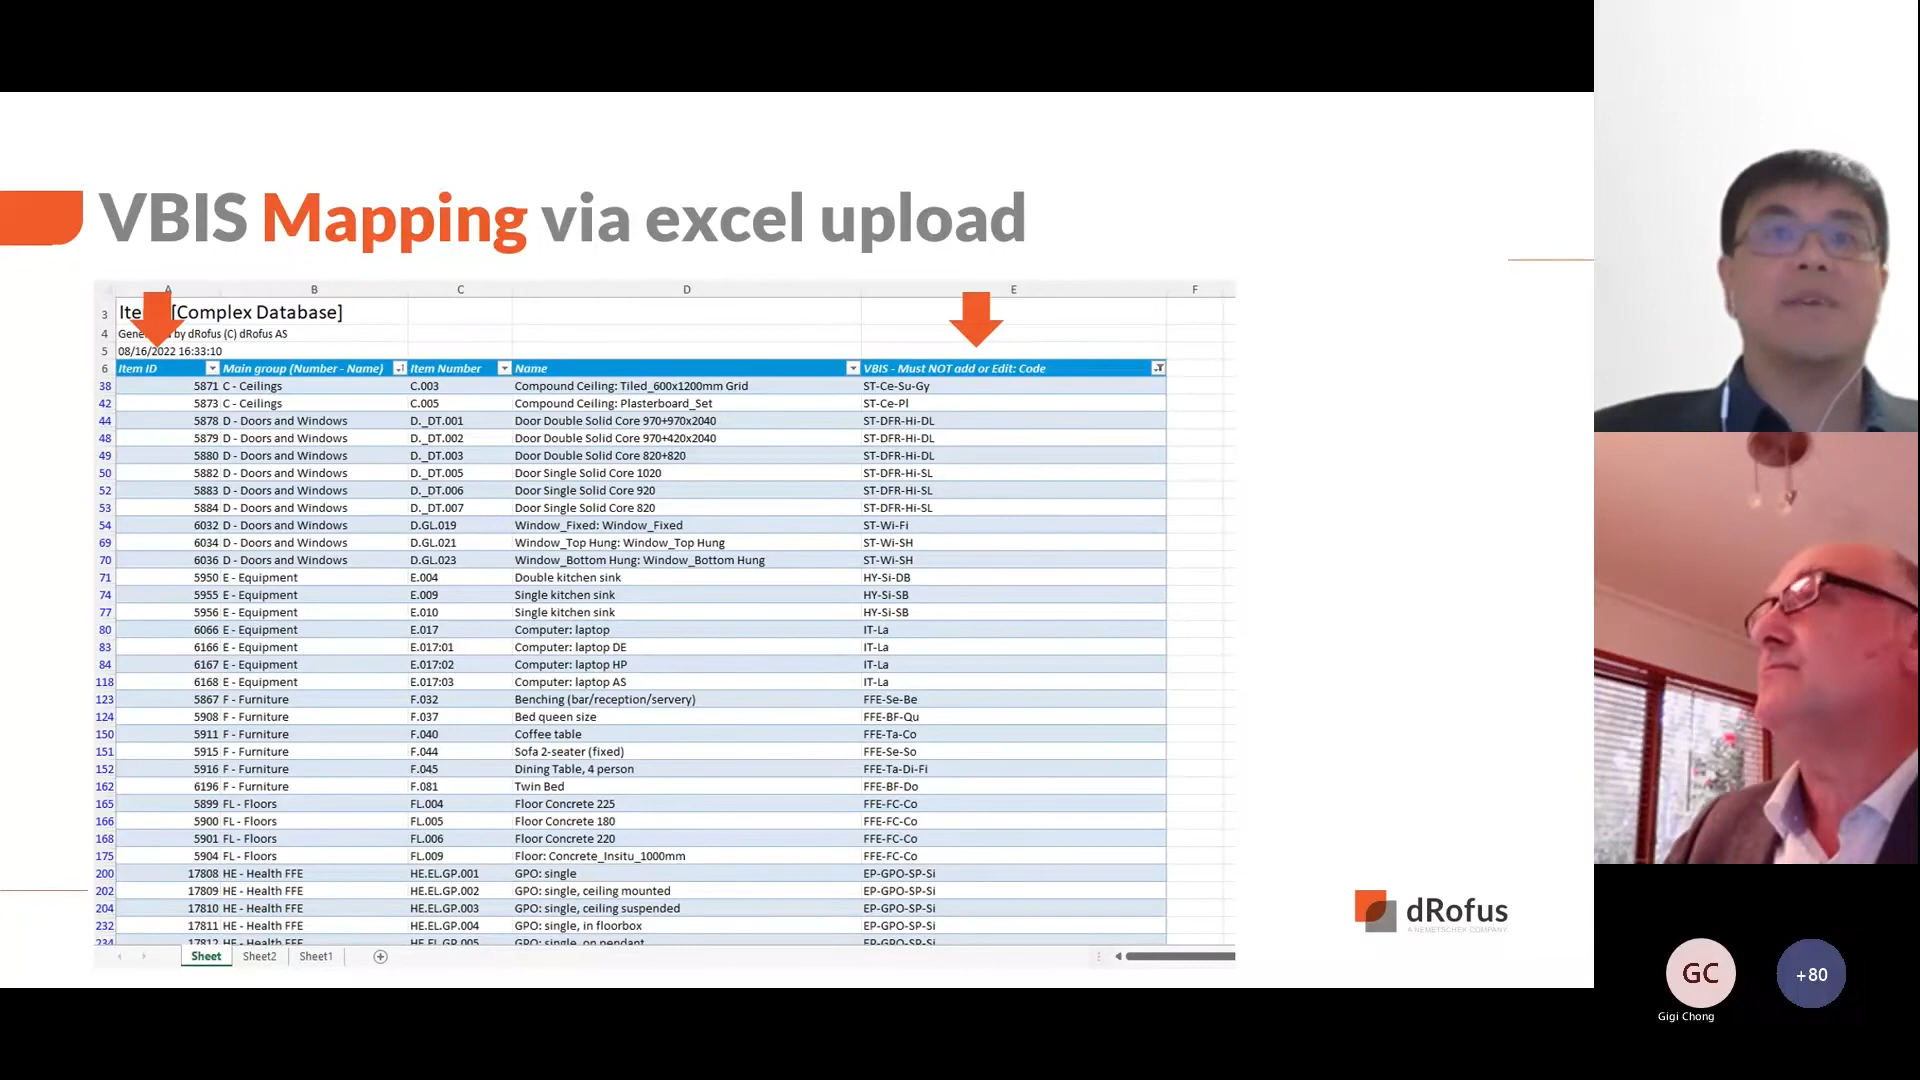 VBIS Mapping via excel upload
A B C D E F
3 Ite [Complex Database]
4 Gene d by dRofus (C) dRofus AS
5 08/16/2022 16:33:10
6 Item ID Main group (Number - Name) Item Number Name VBIS - Must NOT add or Edit: Code
38 5871 C - Ceilings C.003 Compound Ceiling: Tiled_600x1200mm Grid ST-Ce-Su-Gy
42 5873 C - Ceilings C.005 Compound Ceiling: Plasterboard_Set ST-Ce-Pl
44 5878 D - Doors and Windows D._DT.001 Door Double Solid Core 970+970x2040 ST-DFR-Hi-DL
48 5879 D - Doors and Windows D._DT.002 Door Double Solid Core 970+420x2040 ST-DFR-Hi-DL
49 5880 D - Doors and Windows D._DT.003 Door Double Solid Core 820+820 ST-DFR-Hi-DL
50 5882 D - Doors and Windows D._DT.005 Door Single Solid Core 1020 ST-DFR-Hi-SL
52 5883 D - Doors and Windows D._DT.006 Door Single Solid Core 920 ST-DFR-Hi-SL
53 5884 D - Doors and Windows D._DT.007 Door Single Solid Core 820 ST-DFR-Hi-SL
54 6032 D - Doors and Windows D.GL.019 Window_Fixed: Window_Fixed ST-Wi-Fi
69 6034 D - Doors and Windows D.GL.021 Window_Top Hung: Window_Top Hung ST-Wi-SH
70 6036 D - Doors and Windows D.GL.023 Window_Bottom Hung: Window_Bottom Hung ST-Wi-SH
71 5950 E - Equipment E.004 Double kitchen sink HY-Si-DB
74 5955 E - Equipment E.009 Single kitchen sink HY-Si-SB
77 5956 E - Equipment E.010 Single kitchen sink HY-Si-SB
80 6066 E - Equipment E.017 Computer: laptop IT-La
83 6166 E - Equipment E.017:01 Computer: laptop DE IT-La
84 6167 E - Equipment E.017:02 Computer: laptop HP IT-La
118 6168 E - Equipment E.017:03 Computer: laptop AS IT-La
123 5867 F - Furniture F.032 Benching (bar/reception/servery) FFE-Se-Be
124 5908 F - Furniture F.037 Bed queen size FFE-BF-Qu
150 5911 F - Furniture F.040 Coffee table FFE-Ta-Co
151 5915 F - Furniture F.044 Sofa 2-seater (fixed) FFE-Se-So
152 5916 F - Furniture F.045 Dining Table, 4 person FFE-Ta-Di-Fi
162 6196 F - Furniture F.081 Twin Bed FFE-BF-Do
165 5899 FL - Floors FL.004 Floor Concrete 225 FFE-FC-Co
166 5900 FL - Floors FL.005 Floor Concrete 180 FFE-FC-Co
168 5901 FL - Floors FL.006 Floor Concrete 220 FFE-FC-Co
175 5904 FL - Floors FL.009 Floor: Concrete_Insitu_1000mm FFE-FC-Co
200 17808 HE - Health FFE HE.EL.GP.001 GPO: single EP-GPO-SP-Si
202 17809 HE - Health FFE HE.EL.GP.002 GPO: single, ceiling mounted EP-GPO-SP-Si
204 17810 HE - Health FFE HE.EL.GP.003 GPO: single, ceiling suspended EP-GPO-SP-Si
232 17811 HE - Health FFE HE.EL.GP.004 GPO: single, in floorbox EP-GPO-SP-Si
234 17812 HE - Health FFE HE.EL.GP.005 GPO: single, on pendant EP-GPO-SP-Si
Sheet Sheet2 Sheet1
dRofus
A NEMETSCHEK COMPANY
GC +80
Gigi Chong